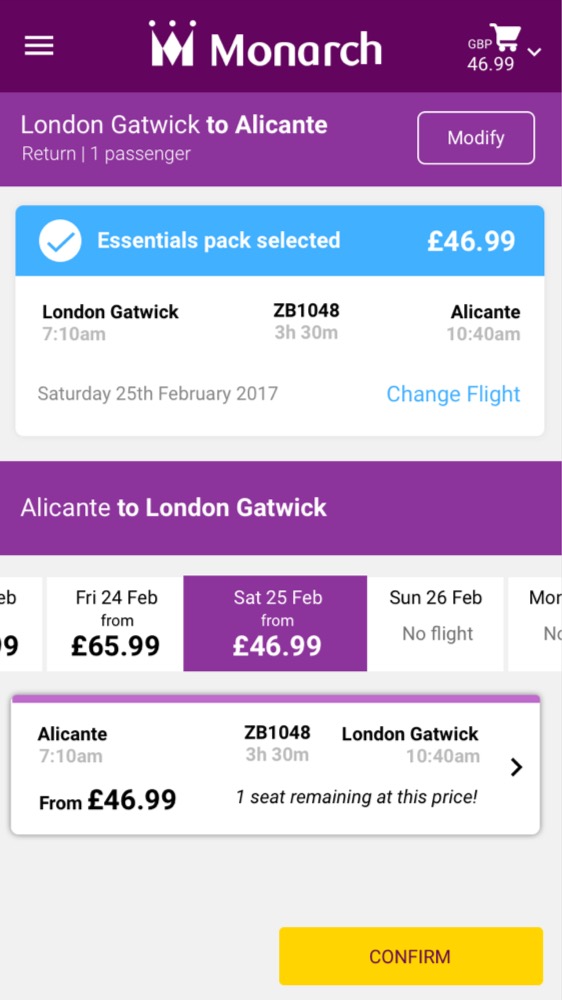 Monarch
GBP
46.99
London Gatwick to Alicante
Return | 1 passenger
Modify
Essentials pack selected £46.99
London Gatwick ZB1048 Alicante
7:10am 3h 30m 10:40am
Saturday 25th February 2017 Change Flight
Alicante to London Gatwick
eb Fri 24 Feb Sat 25 Feb Sun 26 Feb Mor
from from No flight No
9 £65.99 £46.99
Alicante ZB1048 London Gatwick
7:10am 3h 30m 10:40am
From £46.99 1 seat remaining at this price!
CONFIRM